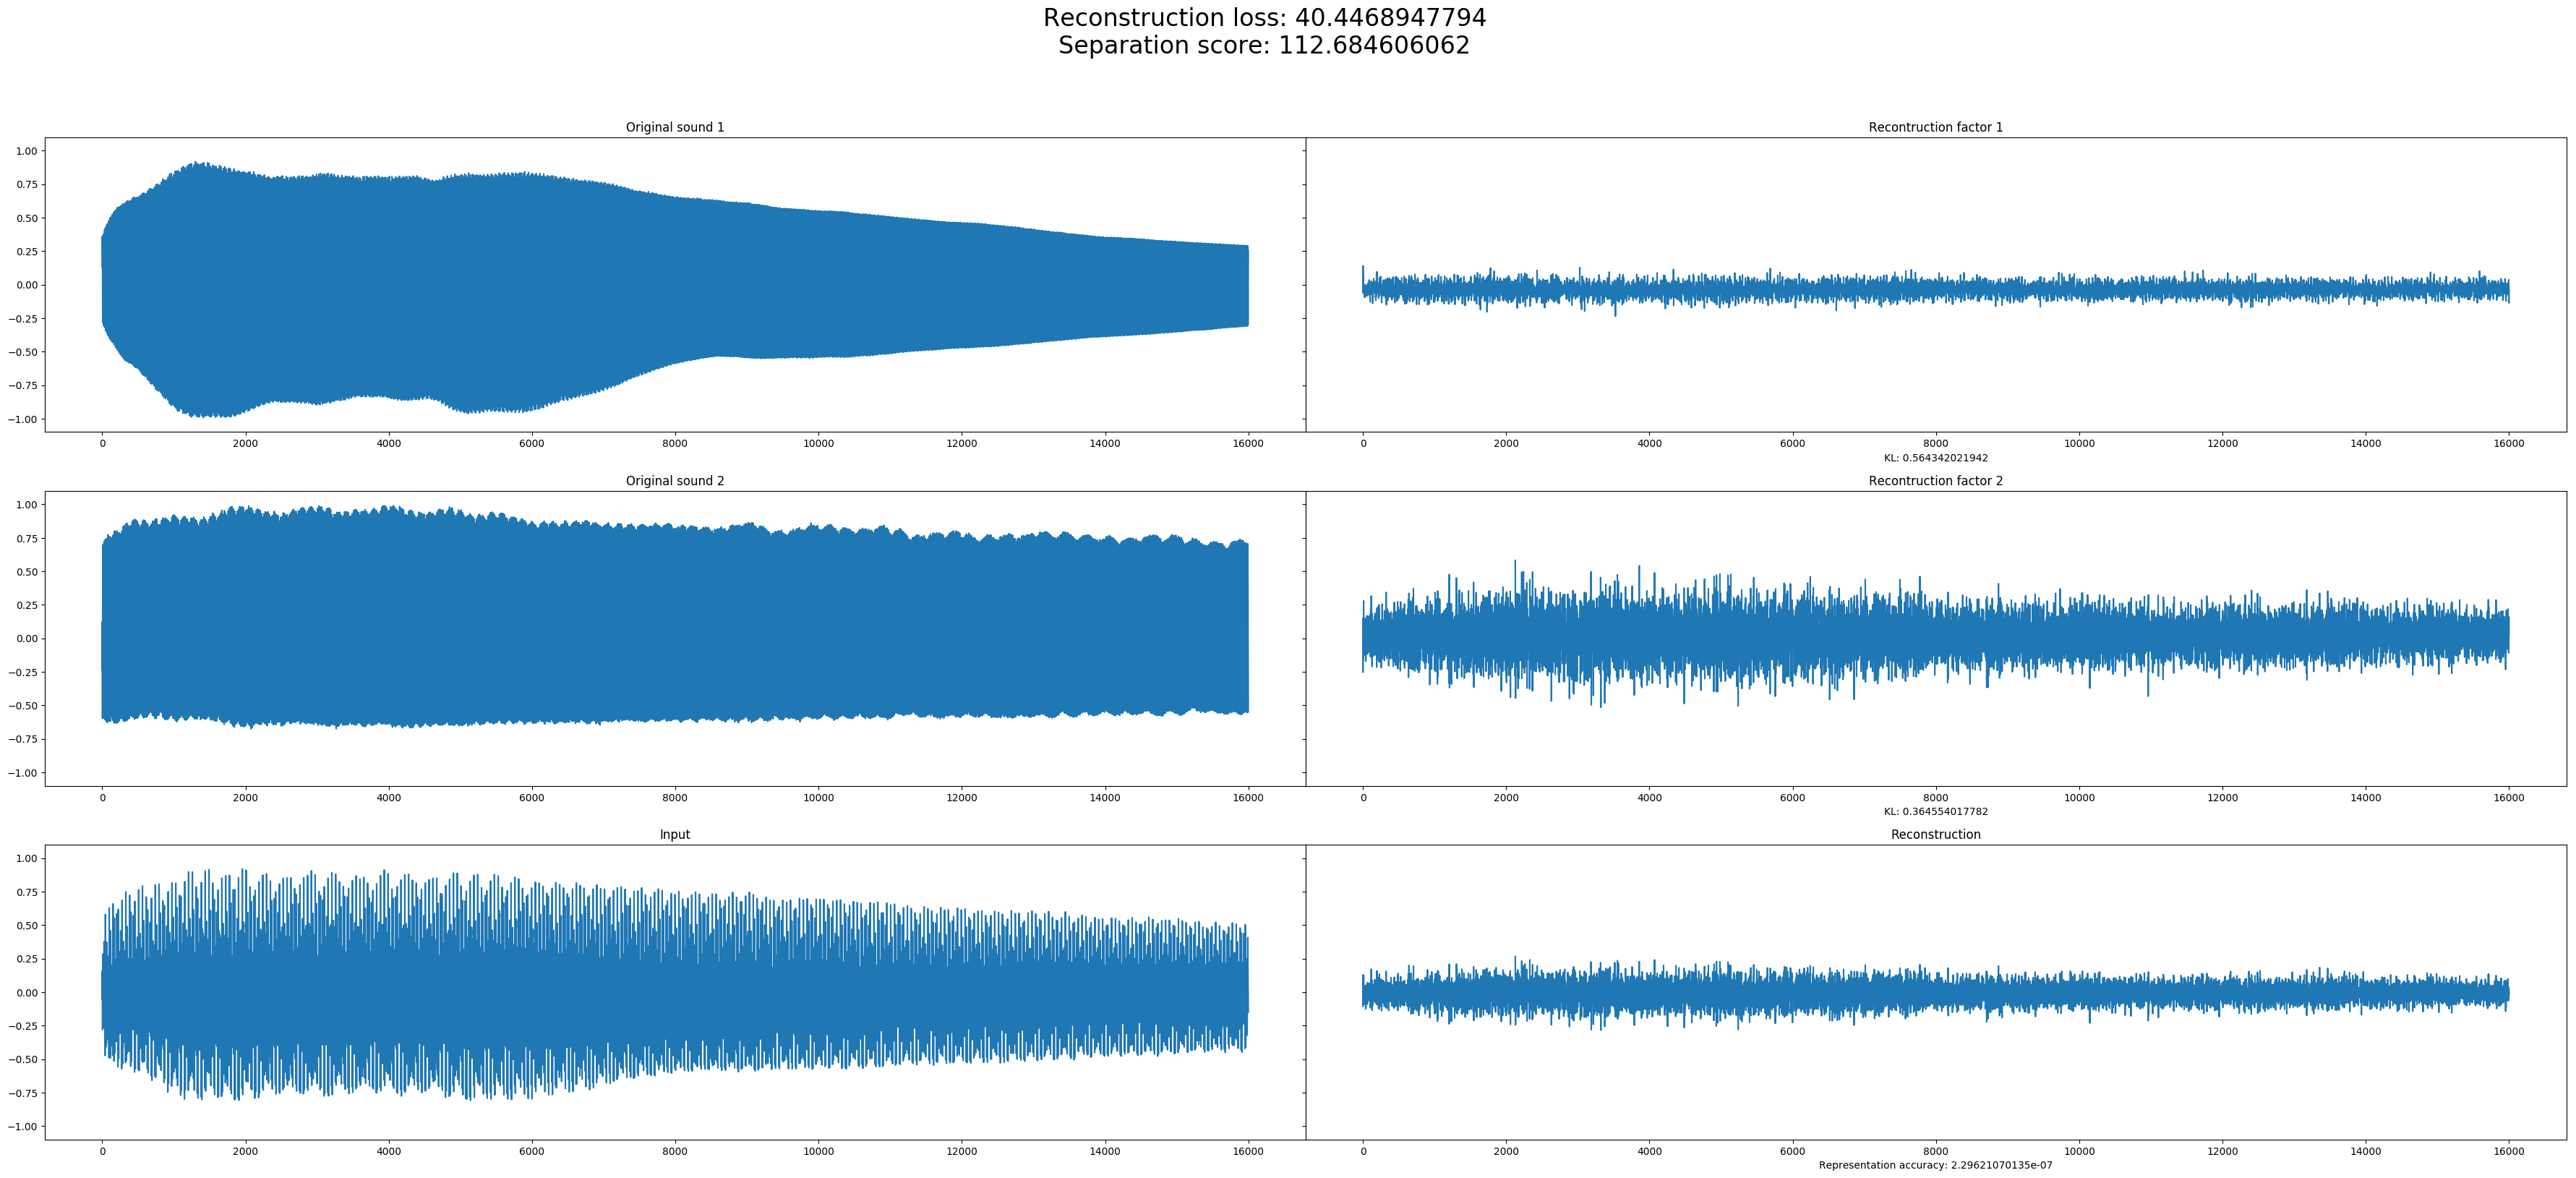 Reconstruction loss: 40.4468947794
Separation score: 112.684606062
Original sound 1
Recontruction factor 1
1.00
0.75
0.50
0.25
0.00
−0.25
−0.50
−0.75
−1.00
0 2000 4000 6000 8000 10000 12000 14000 16000
0 2000 4000 6000 8000 10000 12000 14000 16000
KL: 0.564342021942
Original sound 2
Recontruction factor 2
1.00
0.75
0.50
0.25
0.00
−0.25
−0.50
−0.75
−1.00
0 2000 4000 6000 8000 10000 12000 14000 16000
0 2000 4000 6000 8000 10000 12000 14000 16000
KL: 0.364554017782
Input
Reconstruction
1.00
0.75
0.50
0.25
0.00
−0.25
−0.50
−0.75
−1.00
0 2000 4000 6000 8000 10000 12000 14000 16000
0 2000 4000 6000 8000 10000 12000 14000 16000
Representation accuracy: 2.29621070135e-07